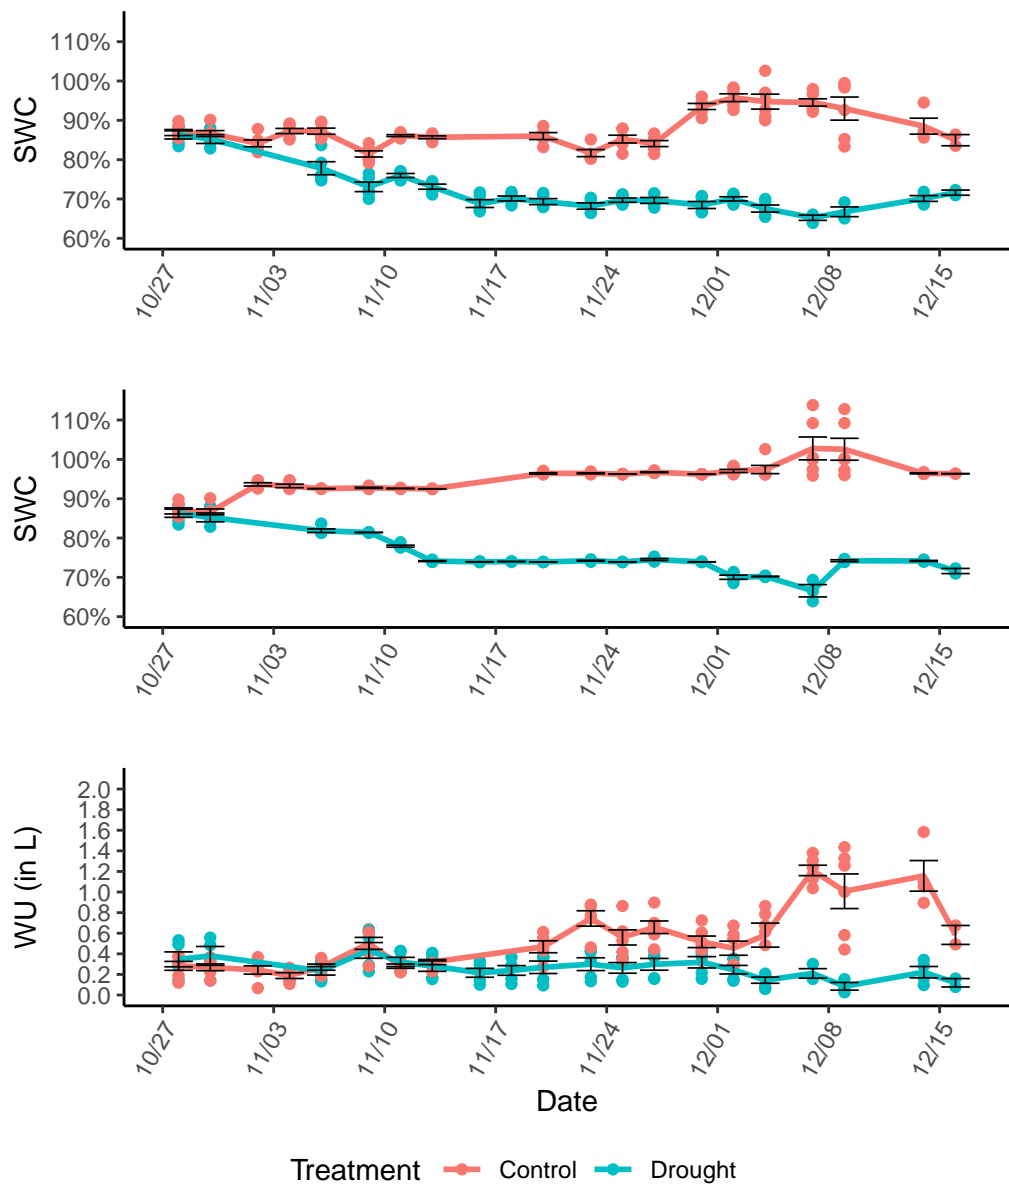 SWC
110%
100%
90%
80%
70%
60%
10/27 11/03 11/10 11/17 11/24 12/01 12/08 12/15
SWC
110%
100%
90%
80%
70%
60%
10/27 11/03 11/10 11/17 11/24 12/01 12/08 12/15
WU (in L)
2.0
1.8
1.6
1.4
1.2
1.0
0.8
0.6
0.4
0.2
0.0
10/27 11/03 11/10 11/17 11/24 12/01 12/08 12/15
Date
Treatment Control Drought